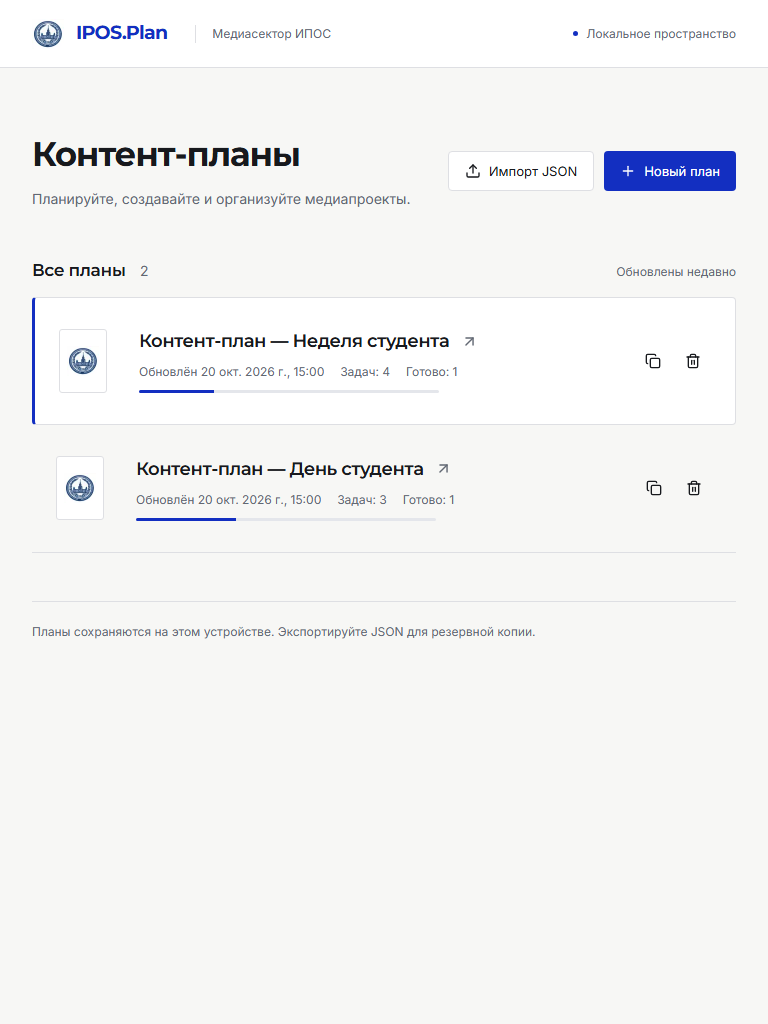 IPOS.Plan
Медиасектор ИПОС
Локальное пространство
Контент-планы
Планируйте, создавайте и организуйте медиапроекты.
Импорт JSON
Новый план
Все планы 2
Обновлены недавно
Контент-план — Неделя студента
Обновлён 20 окт. 2026 г., 15:00 Задач: 4 Готово: 1
Контент-план — День студента
Обновлён 20 окт. 2026 г., 15:00 Задач: 3 Готово: 1
Планы сохраняются на этом устройстве. Экспортируйте JSON для резервной копии.